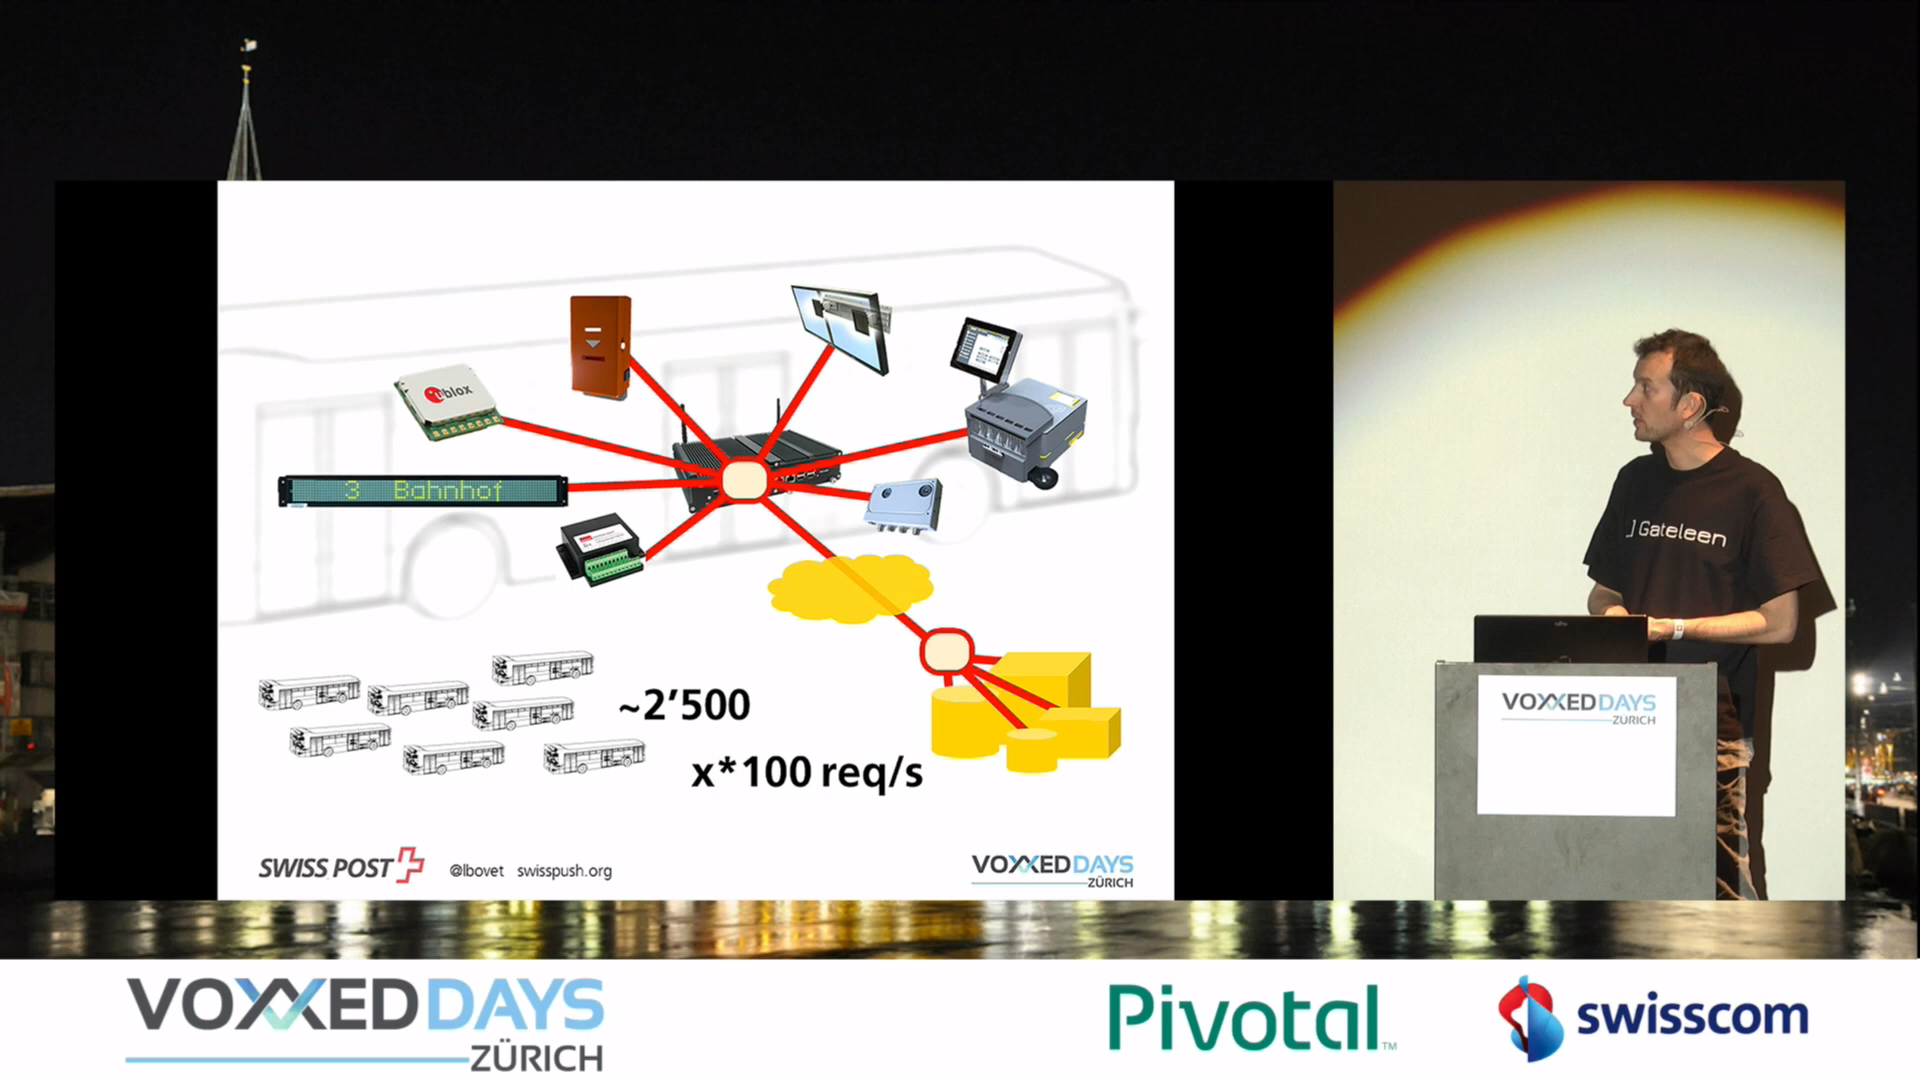 ublox
3 Bahnhof
~2’500
x*100 req/s
SWISS POST
@lbovet swisspush.org
VOXXED DAYS
ZÜRICH
Gateleen
VOXXED DAYS
ZÜRICH
VOXXED DAYS
ZÜRICH
Pivotal™
swisscom